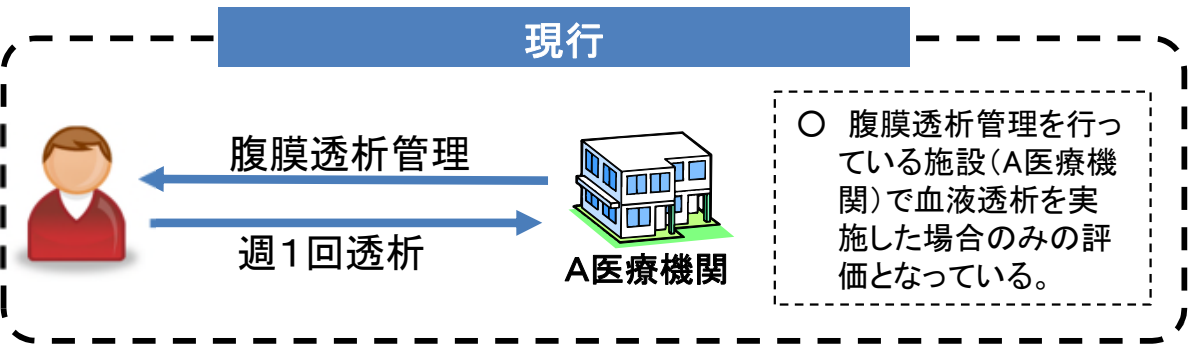 現行
腹膜透析管理
週1回透析
A医療機関
○ 腹膜透析管理を行っ
ている施設(A医療機
関)で血液透析を実
施した場合のみの評
価となっている。